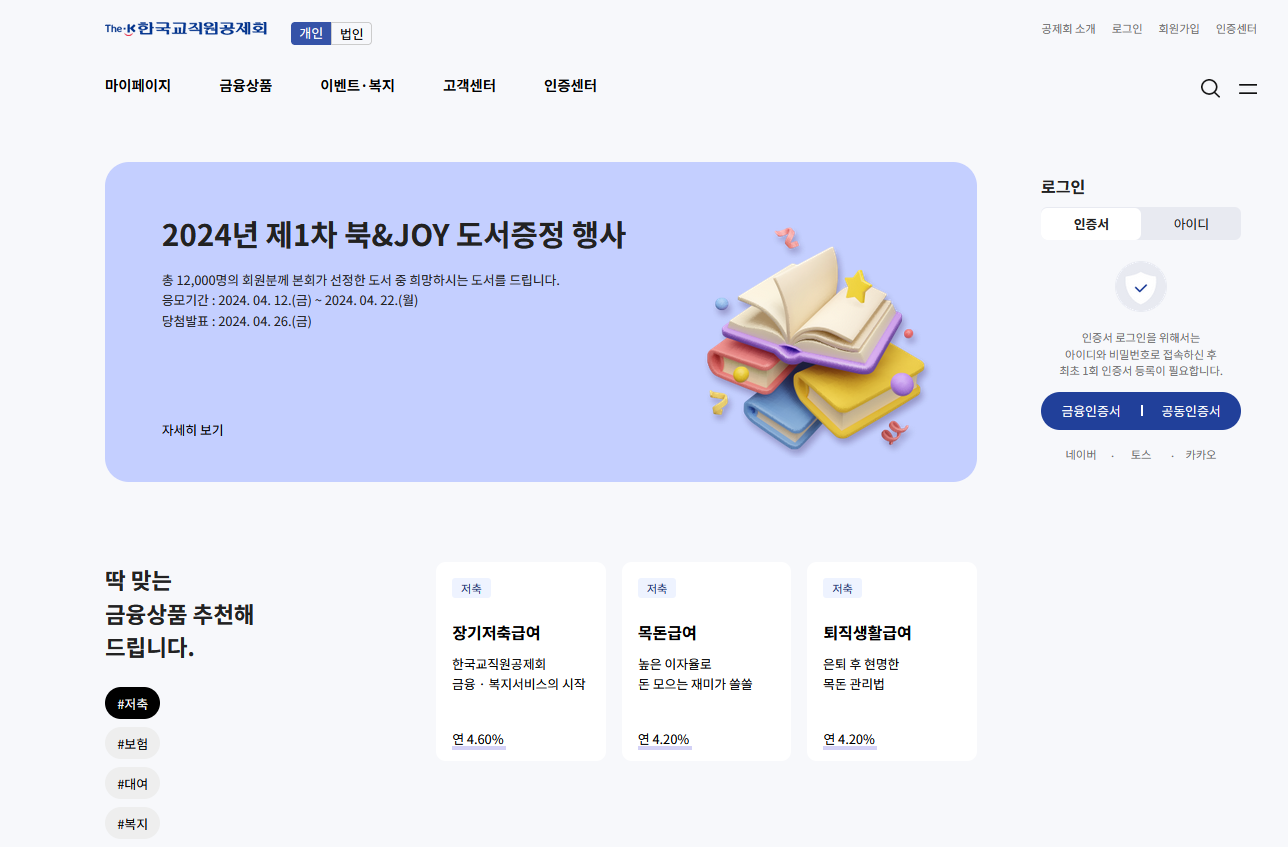 The·K한국교직원공제회
개인 법인
공제회 소개 로그인 회원가입 인증센터
마이페이지 금융상품 이벤트·복지 고객센터 인증센터
2024년 제1차 북&JOY 도서증정 행사
총 12,000명의 회원분께 본회가 선정한 도서 중 희망하시는 도서를 드립니다.
응모기간 : 2024. 04. 12.(금) ~ 2024. 04. 22.(월)
당첨발표 : 2024. 04. 26.(금)
자세히 보기
로그인
인증서 아이디
인증서 로그인을 위해서는
아이디와 비밀번호로 접속하신 후
최초 1회 인증서 등록이 필요합니다.
금융인증서 공동인증서
네이버 · 토스 · 카카오
딱 맞는
금융상품 추천해
드립니다.
#저축
#보험
#대여
#복지
저축
장기저축급여
한국교직원공제회
금융 · 복지서비스의 시작
연 4.60%
저축
목돈급여
높은 이자율로
돈 모으는 재미가 쏠쏠
연 4.20%
저축
퇴직생활급여
은퇴 후 현명한
목돈 관리법
연 4.20%